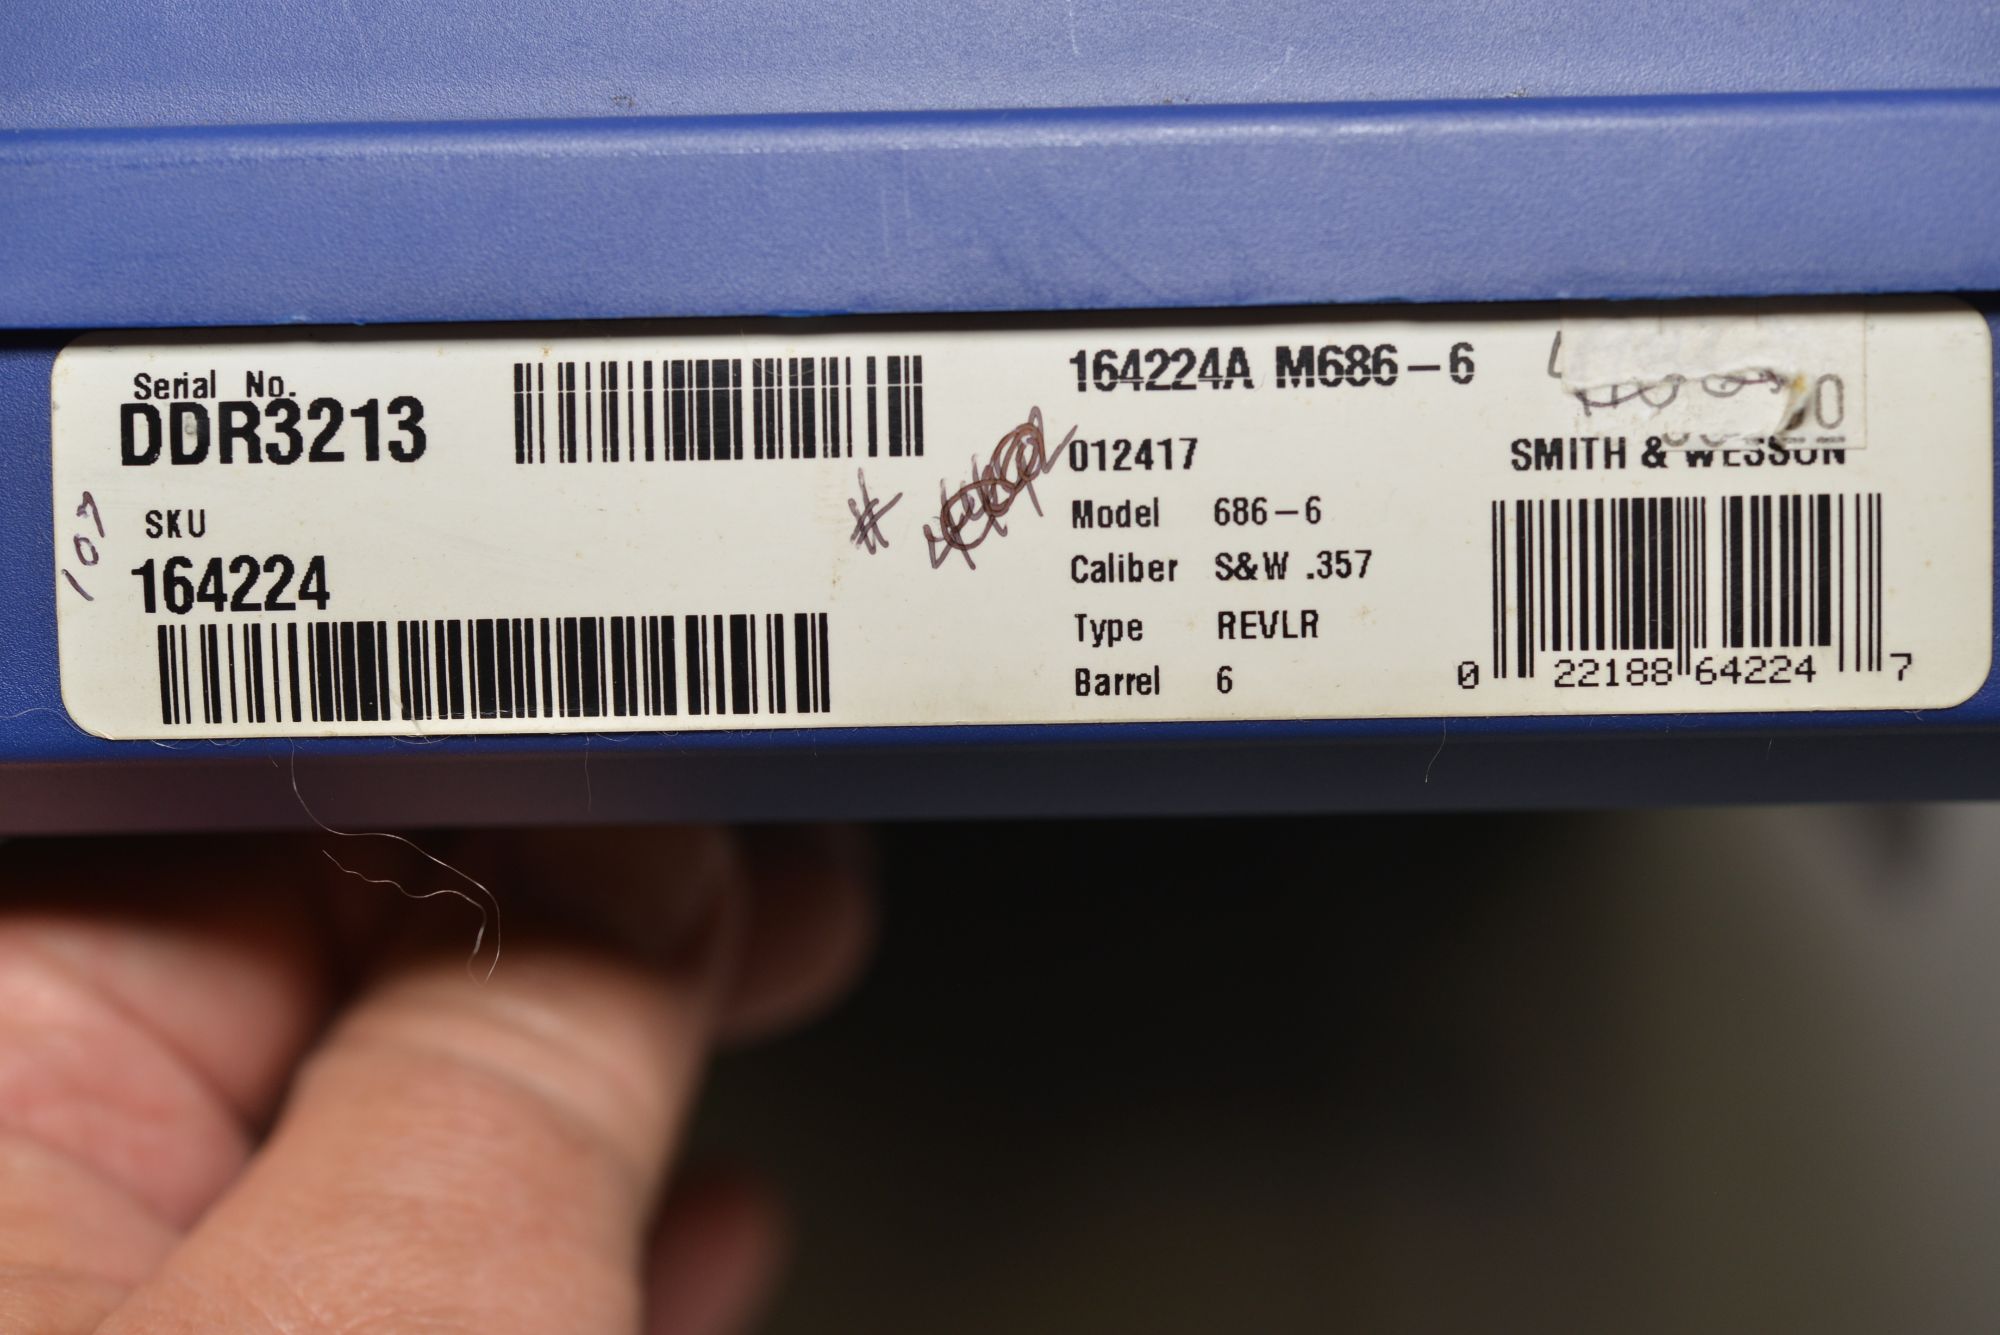 Serial No.
DDR3213
SKU
164224
107
164224A M686-6
012417
Model 686-6
Caliber S&W .357
Type REVLR
Barrel 6
SMITH & WESSON
0 22188 64224 7